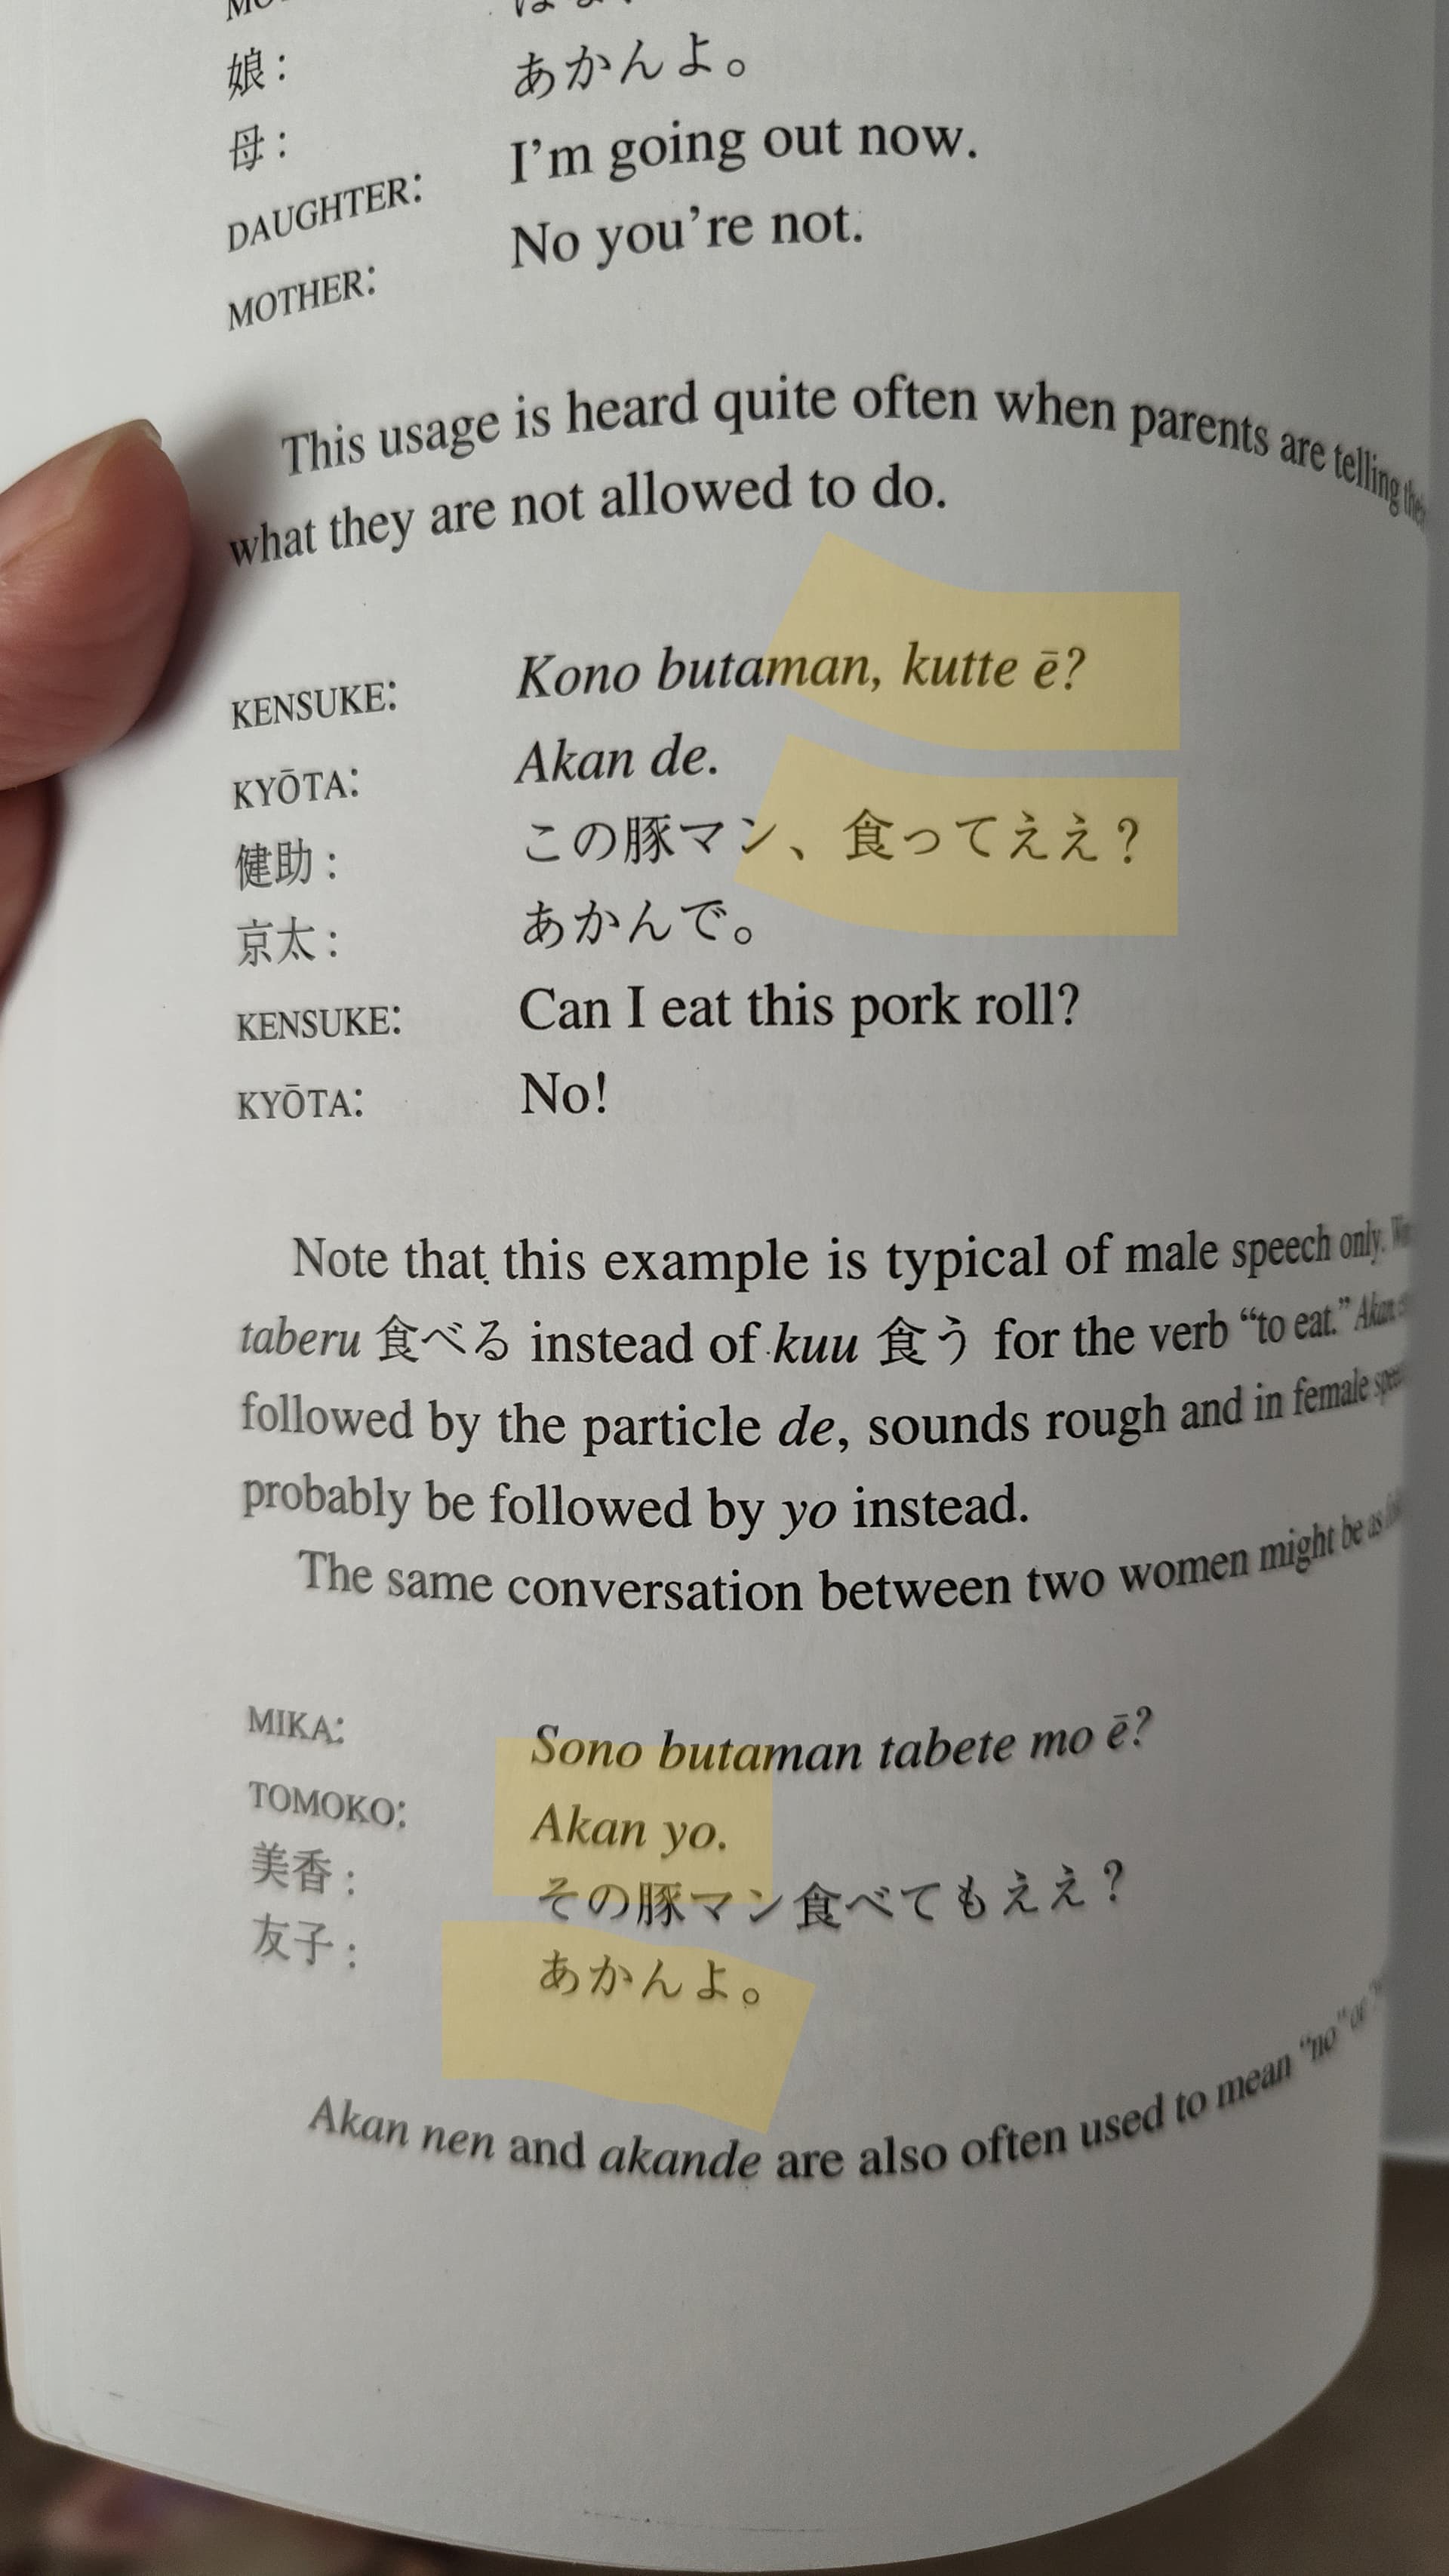 娘:
あかんよ。
母:
I'm going out now.
DAUGHTER:
No you're not.
MOTHER:
This usage is heard quite often when parents are telling
what they are not allowed to do.
KENSUKE: Kono butaman, kutte ē?
KYŌTA: Akan de.
健助: この豚マン、食ってええ?
京太: あかんで。
KENSUKE: Can I eat this pork roll?
KYŌTA: No!
Note that this example is typical of male speech only.
taberu 食べる instead of kuu 食う for the verb “to eat.” Akan
followed by the particle de, sounds rough and in female
probably be followed by yo instead.
The same conversation between two women might be as
MIKA: Sono butaman tabete mo ē?
TOMOKO: Akan yo.
美香: その豚マン食べてもええ?
友子: あかんよ。
Akan nen and akande are also often used to mean “no” or